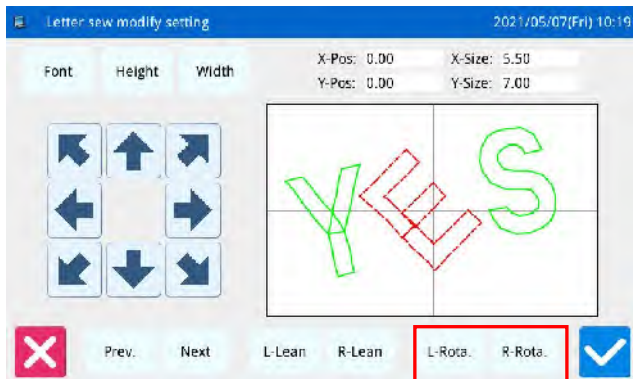 Letter sew modify setting 2021/05/07(Fri) 10:19
Font Height Width
X-Pos: 0.00 X-Size: 5.50
Y-Pos: 0.00 Y-Size: 7.00
YES
Prev. Next L-Lean R-Lean L-Rota. R-Rota.